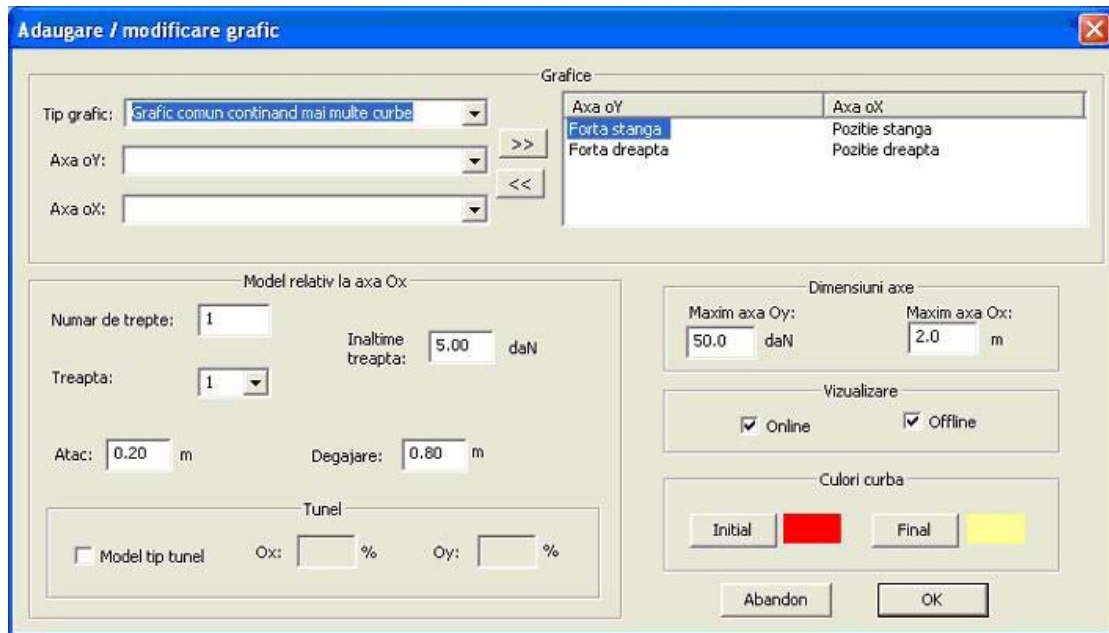 Adaugare / modificare grafic
Grafice
Tip grafic: Grafic comun continand mai multe curbe
Axa oY:
Axa oX:
>>
<<
Axa oY Axa oX
Forta stanga Pozitie stanga
Forta dreapta Pozitie dreapta
Model relativ la axa Ox
Numar de trepte: 1
Inaltime
treapta: 5.00 daN
Treapta: 1
Atac: 0.20 m Degajare: 0.80 m
Tunel
Model tip tunel Ox: % Oy: %
Dimensiuni axe
Maxim axa Oy: Maxim axa Ox:
50.0 daN 2.0 m
Vizualizare
Online Offline
Culori curba
Initial Final
Abandon OK